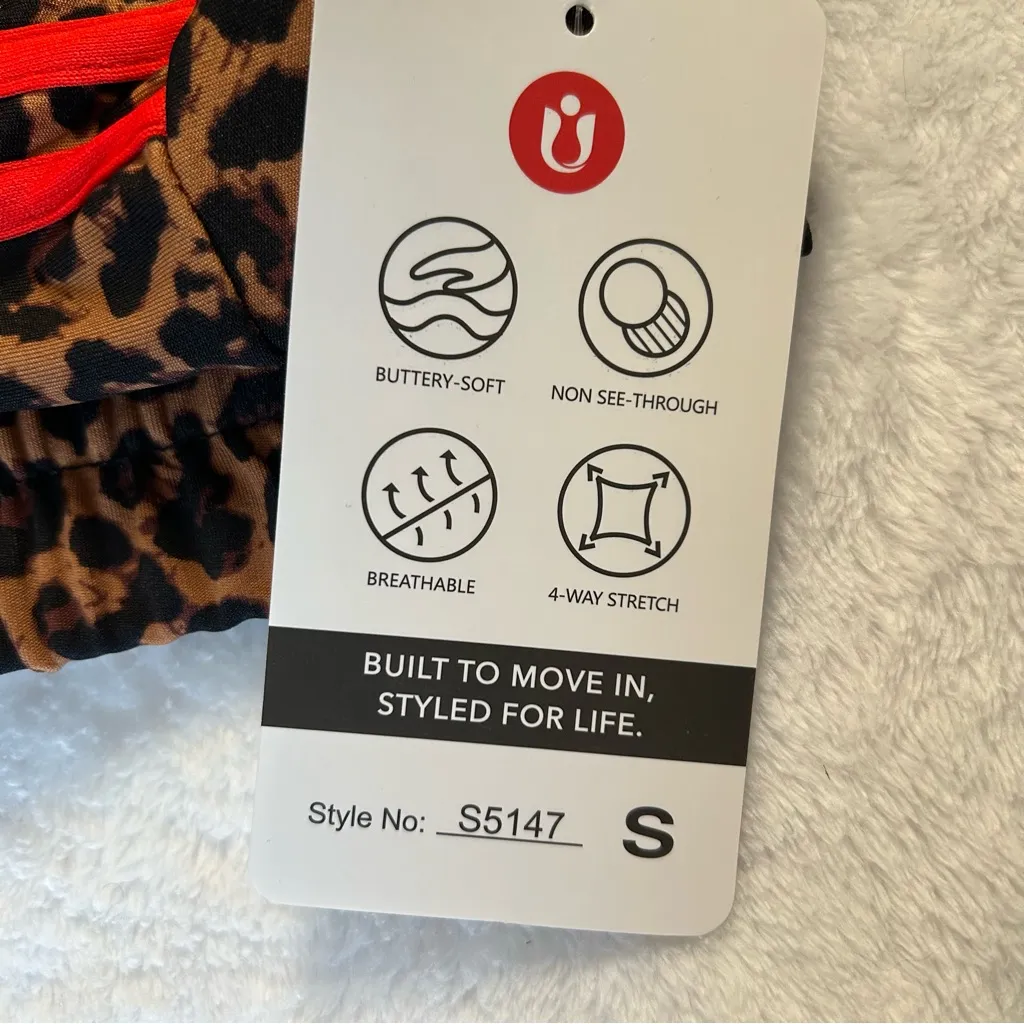 BUTTERY-SOFT
NON SEE-THROUGH
BREATHABLE
4-WAY STRETCH
BUILT TO MOVE IN,
STYLED FOR LIFE.
Style No: S5147
S